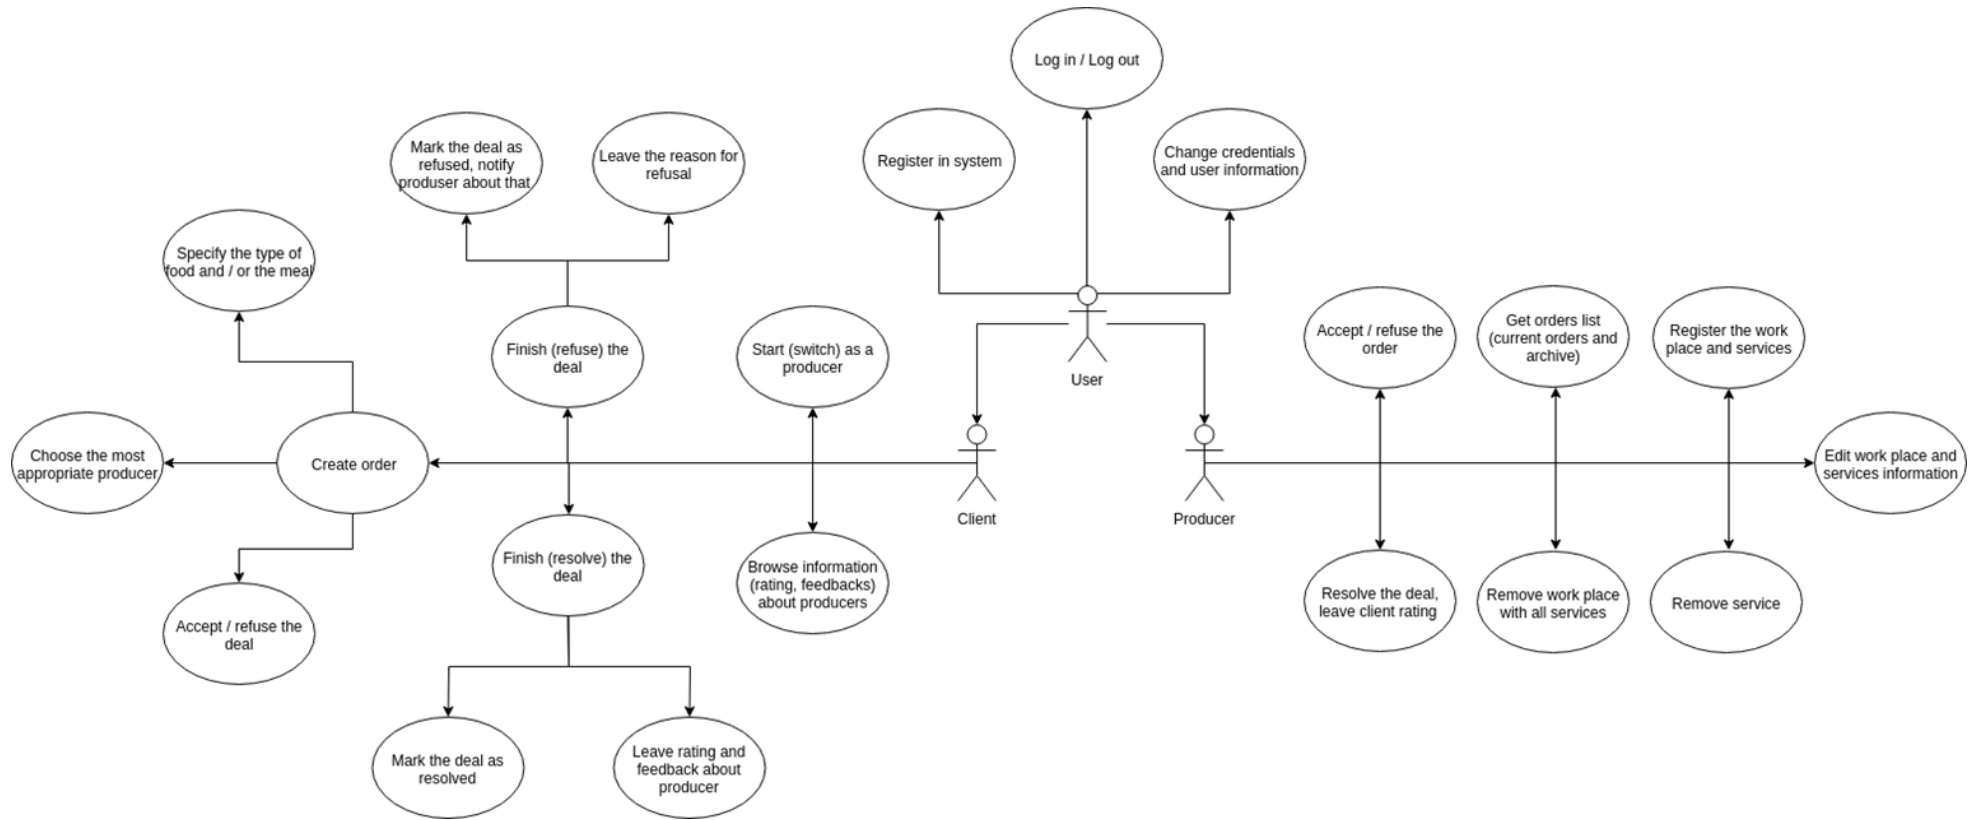 Log in / Log out
Register in system
Change credentials
and user information
Mark the deal as
refused, notify
produser about that
Leave the reason for
refusal
Specify the type of
food and / or the meal
Finish (refuse) the
deal
Start (switch) as a
producer
User
Accept / refuse the
order
Get orders list
(current orders and
archive)
Register the work
place and services
Choose the most
appropriate producer
Create order
Client
Producer
Edit work place and
services information
Finish (resolve) the
deal
Browse information
(rating, feedbacks)
about producers
Resolve the deal,
leave client rating
Remove work place
with all services
Remove service
Accept / refuse the
deal
Mark the deal as
resolved
Leave rating and
feedback about
producer